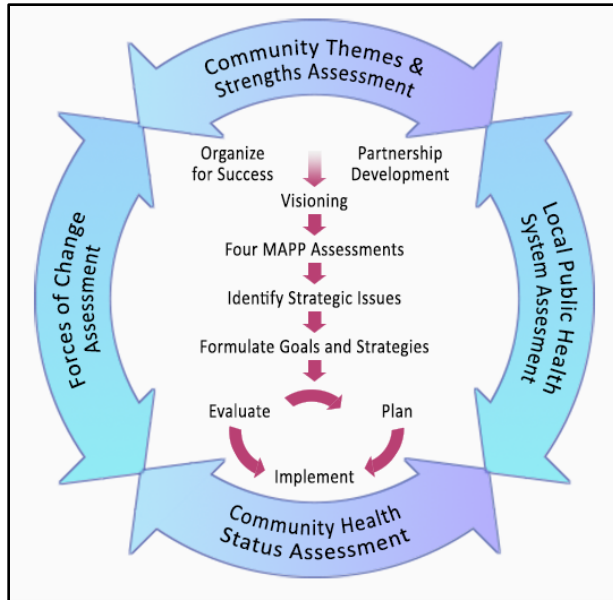 Community Themes &
Strengths Assessment
Organize
for Success
Partnership
Development
Visioning
Four MAPP Assessments
Identify Strategic Issues
Formulate Goals and Strategies
Evaluate
Plan
Implement
Forces of Change
Assessment
Local Public Health
System Assesment
Community Health
Status Assessment